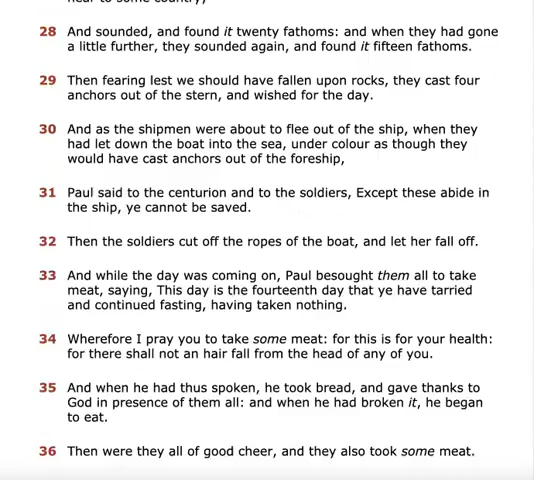 near to some country;
28 And sounded, and found it twenty fathoms: and when they had gone
a little further, they sounded again, and found it fifteen fathoms.
29 Then fearing lest we should have fallen upon rocks, they cast four
anchors out of the stern, and wished for the day.
30 And as the shipmen were about to flee out of the ship, when they
had let down the boat into the sea, under colour as though they
would have cast anchors out of the foreship,
31 Paul said to the centurion and to the soldiers, Except these abide in
the ship, ye cannot be saved.
32 Then the soldiers cut off the ropes of the boat, and let her fall off.
33 And while the day was coming on, Paul besought them all to take
meat, saying, This day is the fourteenth day that ye have tarried
and continued fasting, having taken nothing.
34 Wherefore I pray you to take some meat: for this is for your health:
for there shall not an hair fall from the head of any of you.
35 And when he had thus spoken, he took bread, and gave thanks to
God in presence of them all: and when he had broken it, he began
to eat.
36 Then were they all of good cheer, and they also took some meat.